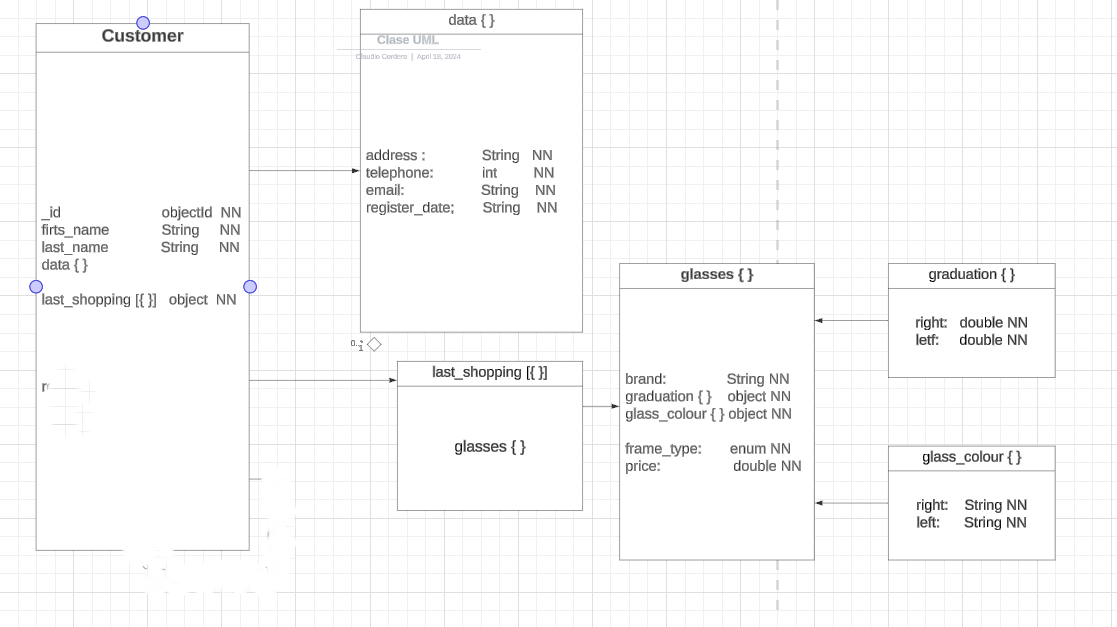 Customer
_id objectId NN
firts_name String NN
last_name String NN
data { }
last_shopping [{ }] object NN
data { }
Clase UML
Claudio Cordero | April 18, 2024
address : String NN
telephone: int NN
email: String NN
register_date; String NN
0..1
last_shopping [{ }]
glasses { }
glasses { }
brand: String NN
graduation { } object NN
glass_colour { } object NN
frame_type: enum NN
price: double NN
graduation { }
right: double NN
letf: double NN
glass_colour { }
right: String NN
left: String NN